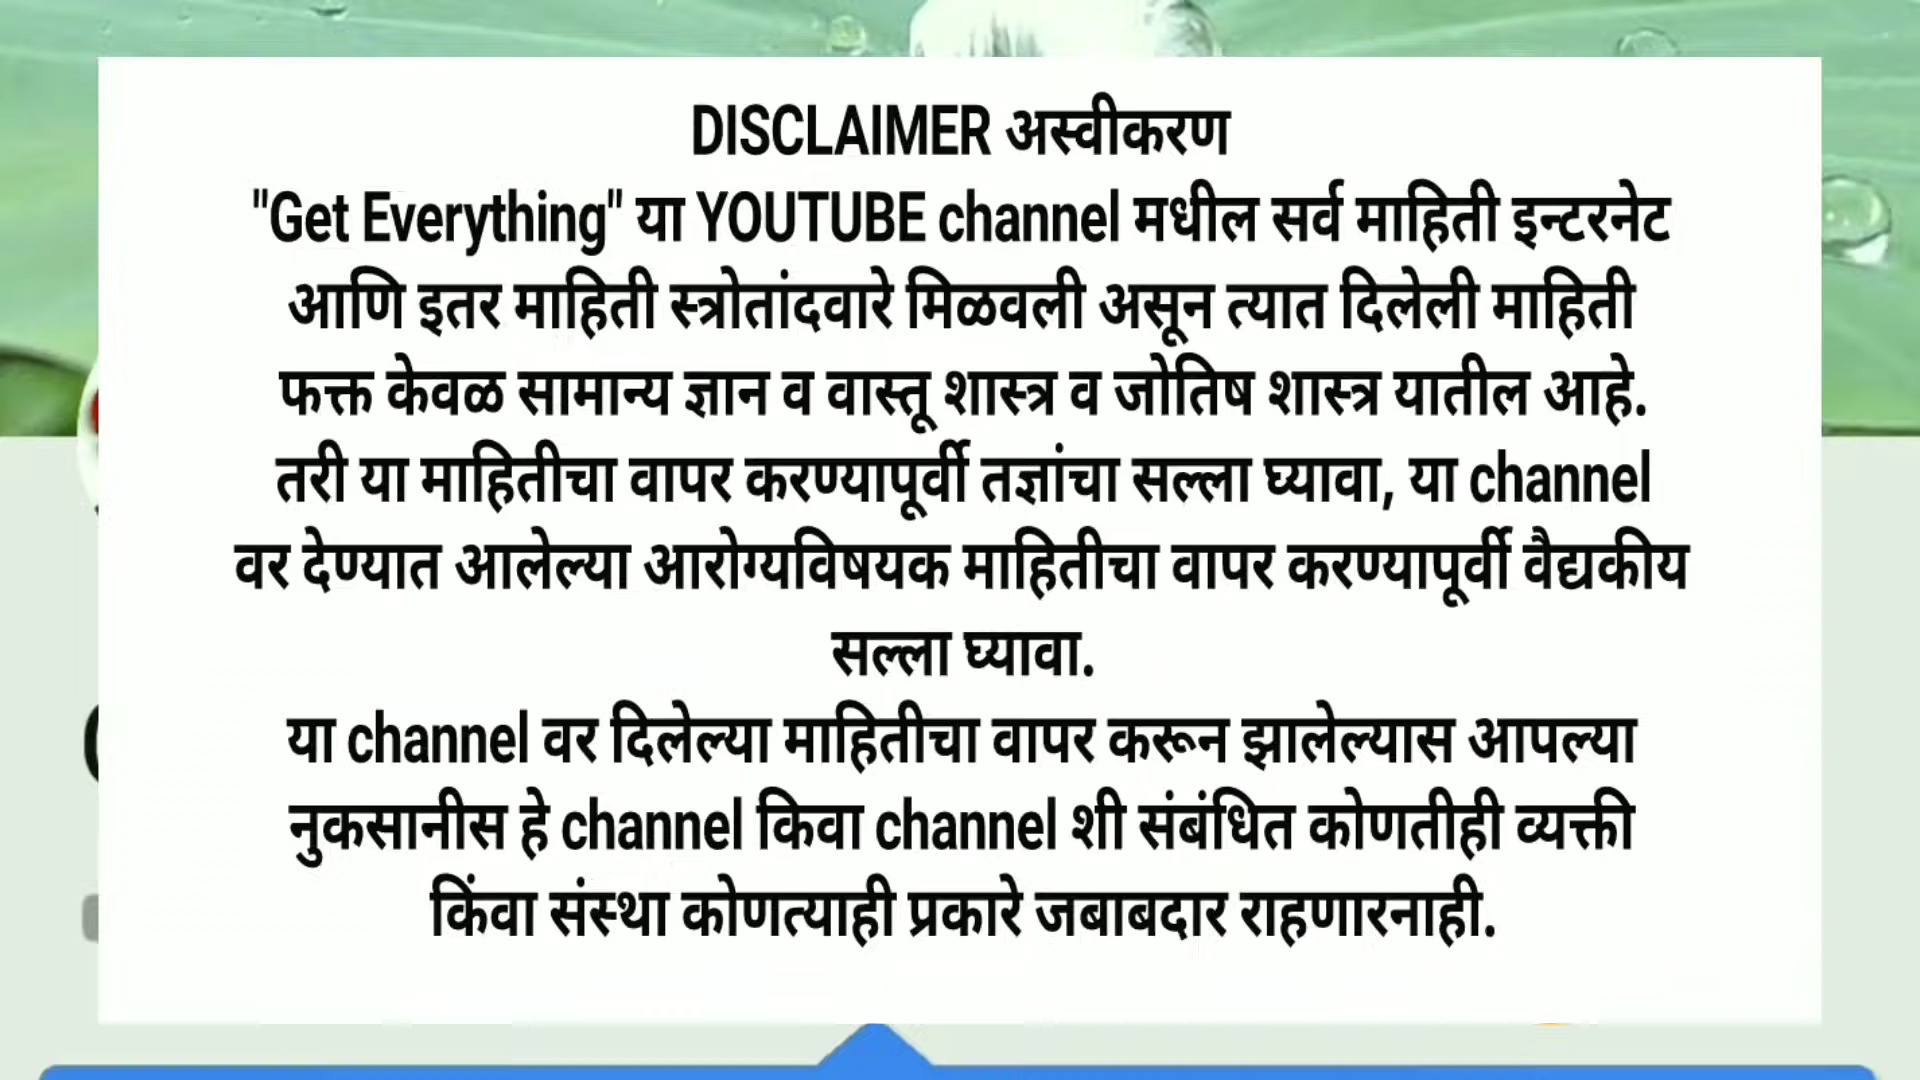 DISCLAIMER अस्वीकरण
"Get Everything" या YOUTUBE channel मधील सर्व माहिती इन्टरनेट
आणि इतर माहिती स्त्रोतांदवारे मिळवली असून त्यात दिलेली माहिती
फक्त केवळ सामान्य ज्ञान व वास्तू शास्त्र व जोतिष शास्त्र यातील आहे.
तरी या माहितीचा वापर करण्यापूर्वी तज्ञांचा सल्ला घ्यावा, या channel
वर देण्यात आलेल्या आरोग्यविषयक माहितीचा वापर करण्यापूर्वी वैद्यकीय
सल्ला घ्यावा.
या channel वर दिलेल्या माहितीचा वापर करून झालेल्यास आपल्या
नुकसानीस हे channel किवा channel शी संबंधित कोणतीही व्यक्ती
किंवा संस्था कोणत्याही प्रकारे जबाबदार राहणारनाही.